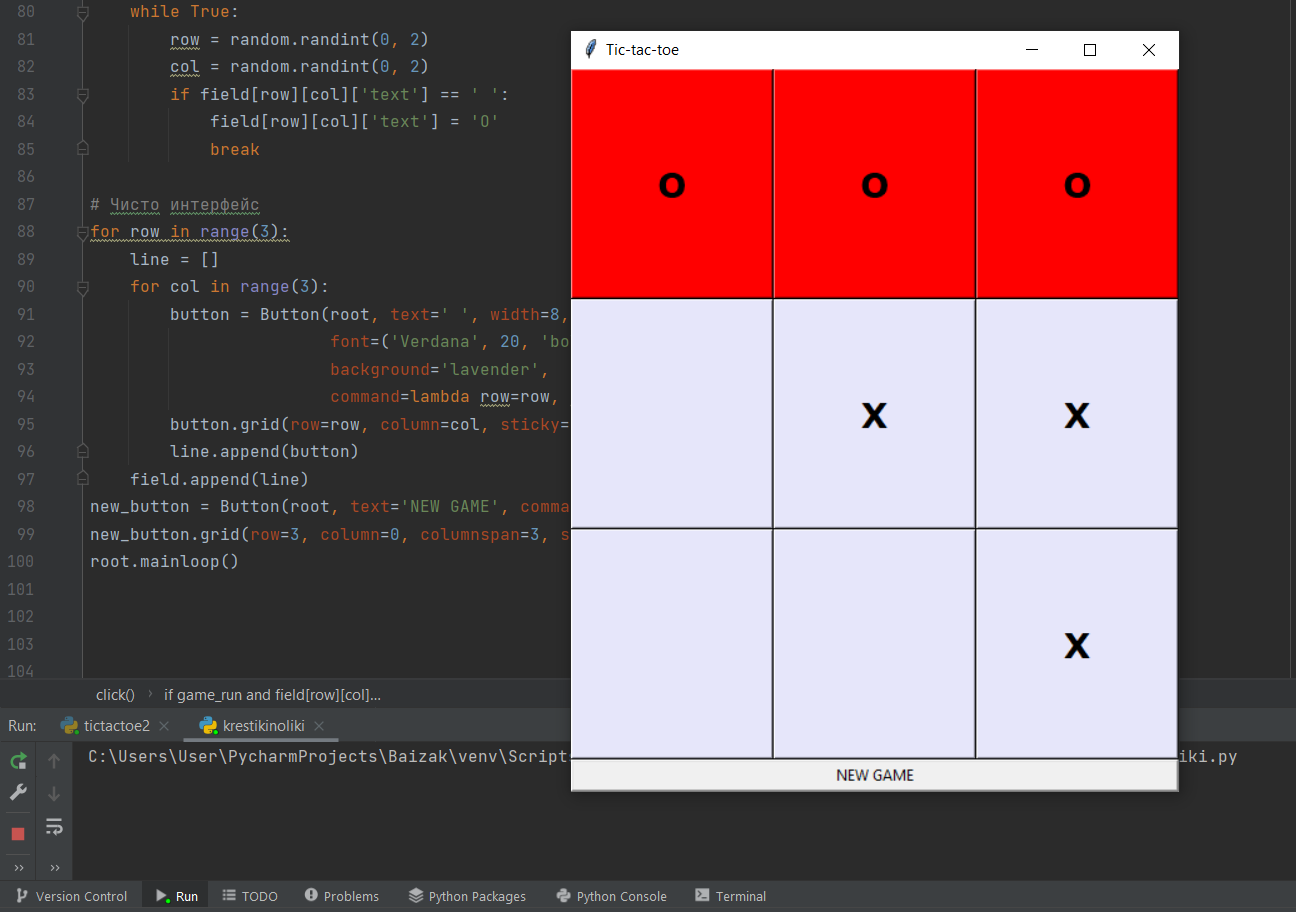 80 while True:
81 row = random.randint(0, 2)
82 col = random.randint(0, 2)
83 if field[row][col]['text'] == ' ':
84 field[row][col]['text'] = 'O'
85 break
86
87 # Чисто интерфейс
88 for row in range(3):
89 line = []
90 for col in range(3):
91 button = Button(root, text=' ', width=8,
92 font=('Verdana', 20, 'bo
93 background='lavender',
94 command=lambda row=row,
95 button.grid(row=row, column=col, sticky=
96 line.append(button)
97 field.append(line)
98 new_button = Button(root, text='NEW GAME', comma
99 new_button.grid(row=3, column=0, columnspan=3, s
100 root.mainloop()
101
102
103
104
Tic-tac-toe
O O O
X X
X
NEW GAME
click() › if game_run and field[row][col]...
Run: tictactoe2 krestikinoliki
C:\Users\User\PycharmProjects\Baizak\venv\Script iki.py
Version Control Run TODO Problems Python Packages Python Console Terminal